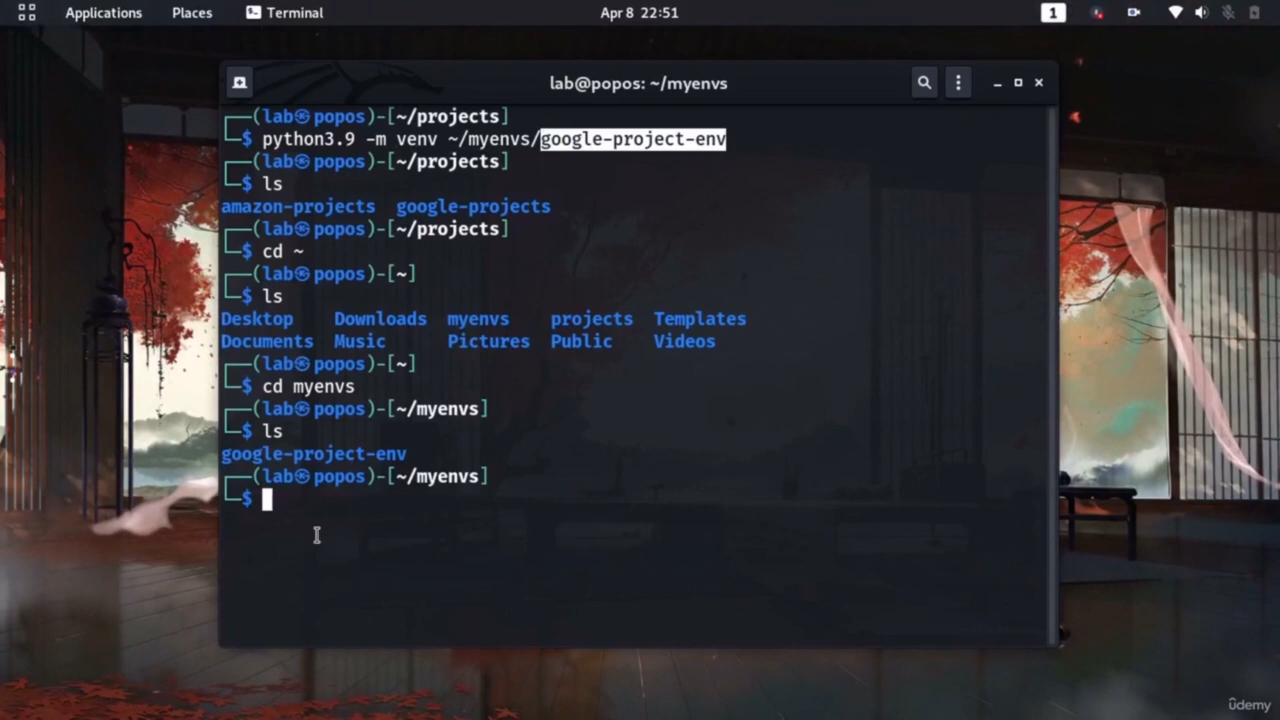 Applications Places Terminal Apr 8 22:51 1
lab@popos: ~/myenvs
┌──(lab㉿popos)-[~/projects]
└─$ python3.9 -m venv ~/myenvs/google-project-env
┌──(lab㉿popos)-[~/projects]
└─$ ls
amazon-projects google-projects
┌──(lab㉿popos)-[~/projects]
└─$ cd ~
┌──(lab㉿popos)-[~]
└─$ ls
Desktop Downloads myenvs projects Templates
Documents Music Pictures Public Videos
┌──(lab㉿popos)-[~]
└─$ cd myenvs
┌──(lab㉿popos)-[~/myenvs]
└─$ ls
google-project-env
┌──(lab㉿popos)-[~/myenvs]
└─$
ûdemy